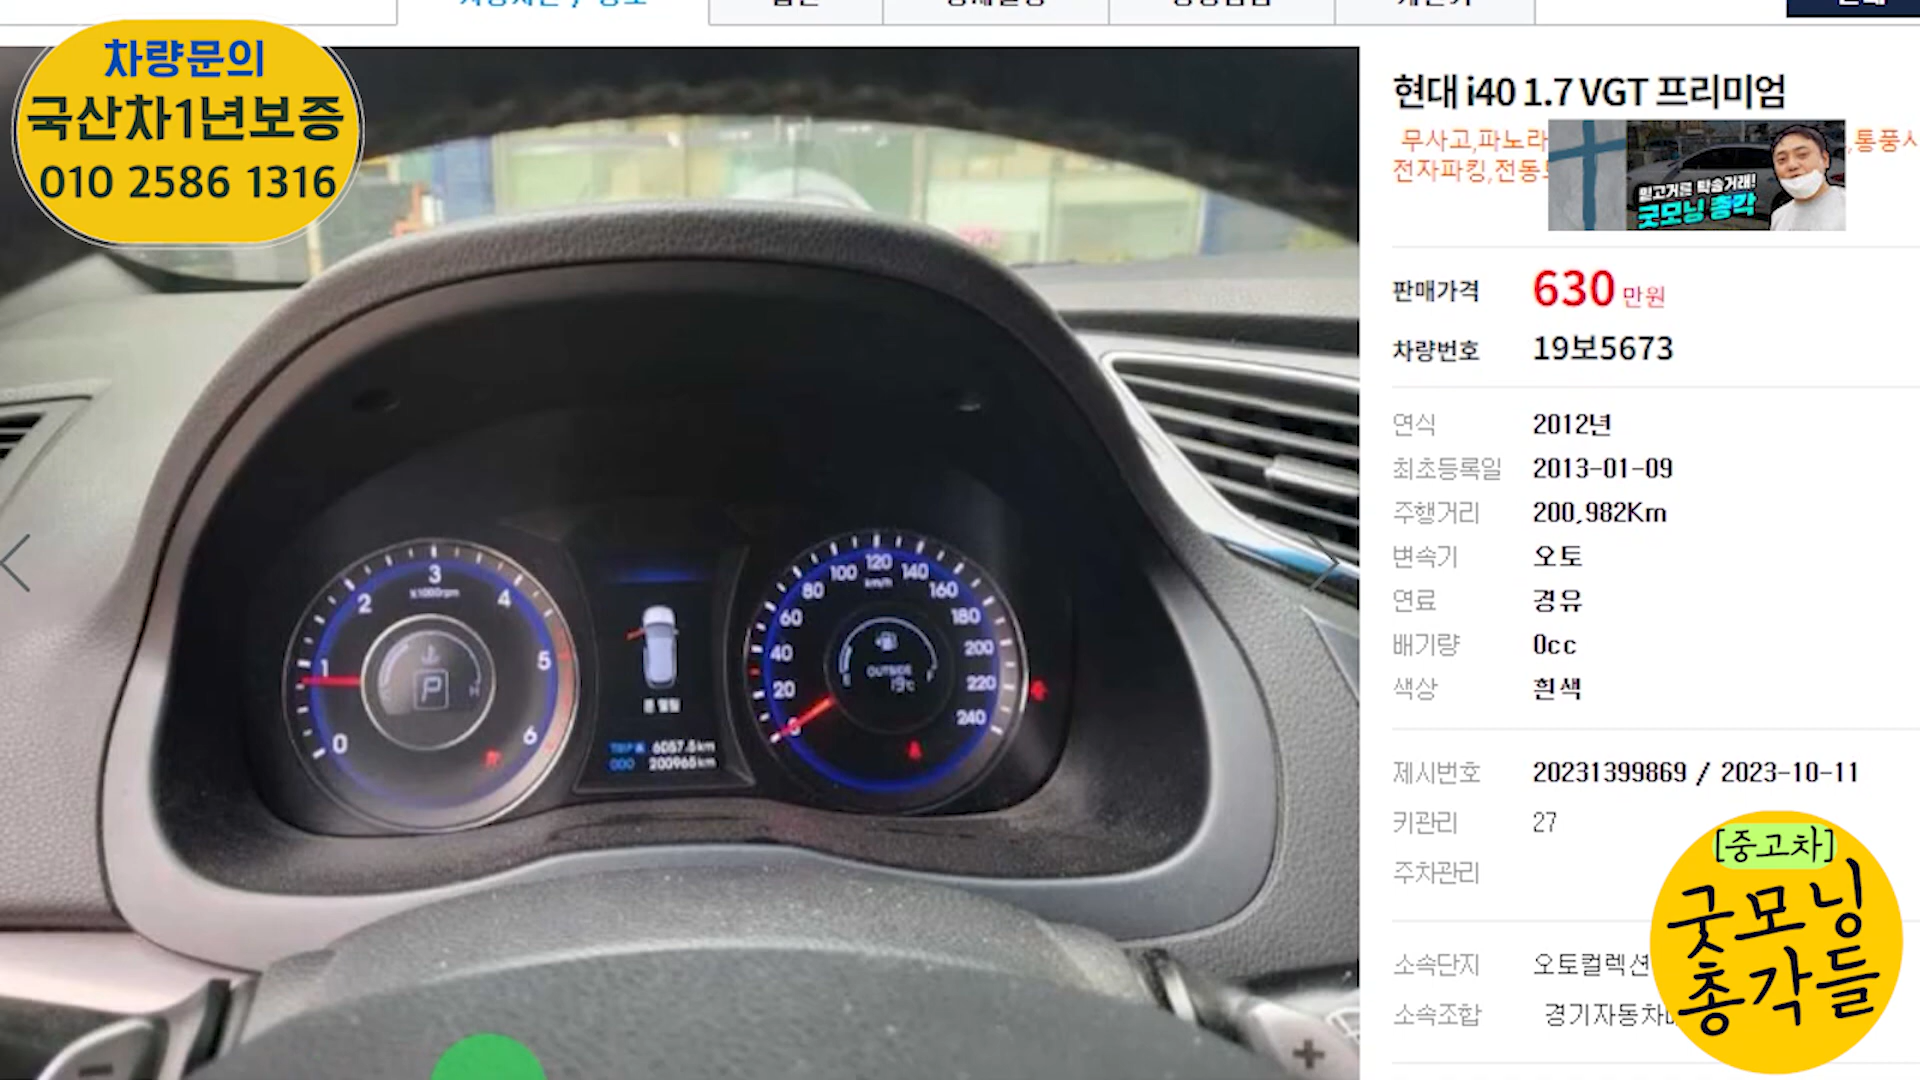 차량문의
국산차1년보증
010 2586 1316
현대 i40 1.7 VGT 프리미엄
무사고,파노라
,통풍시
전자파킹,전동
믿고거른 탁송거래!
굿모닝 총각
판매가격 630 만원
차량번호 19보5673
연식 2012년
최초등록일 2013-01-09
주행거리 200,982Km
변속기 오토
연료 경유
배기량 0cc
색상 흰색
제시번호 20231399869 / 2023-10-11
키관리 27
주차관리
소속단지 오토컬렉션
소속조합 경기자동차
[중고차]
굿모닝
총각들
0 1 2 3 4 5 6
x1000rpm
P
H
TRIP A 6057.5km
ODO 200965km
0 20 40 60 80 100 120 140 160 180 200 220 240
km/h
OUTSIDE
19℃
E F